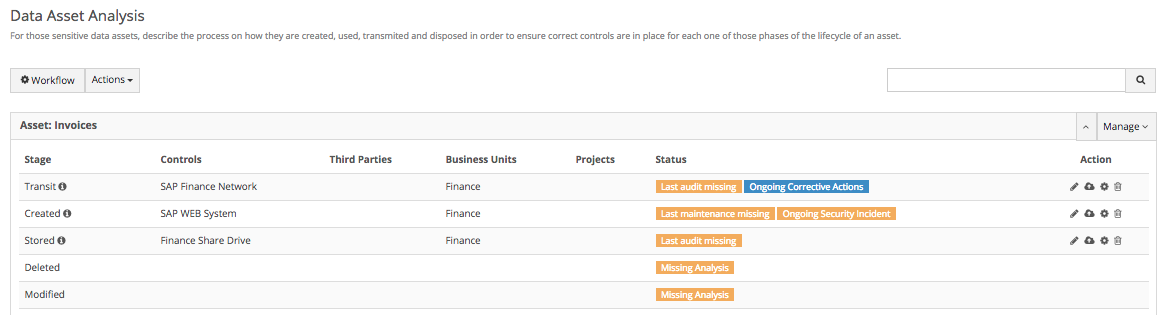 Data Asset Analysis
For those sensitive data assets, describe the process on how they are created, used, transmited and disposed in order to ensure correct controls are in place for each one of those phases of the lifecycle of an asset.
Workflow Actions
Asset: Invoices Manage
Stage Controls Third Parties Business Units Projects Status Action
Transit SAP Finance Network Finance Last audit missing Ongoing Corrective Actions
Created SAP WEB System Finance Last maintenance missing Ongoing Security Incident
Stored Finance Share Drive Finance Last audit missing
Deleted Missing Analysis
Modified Missing Analysis